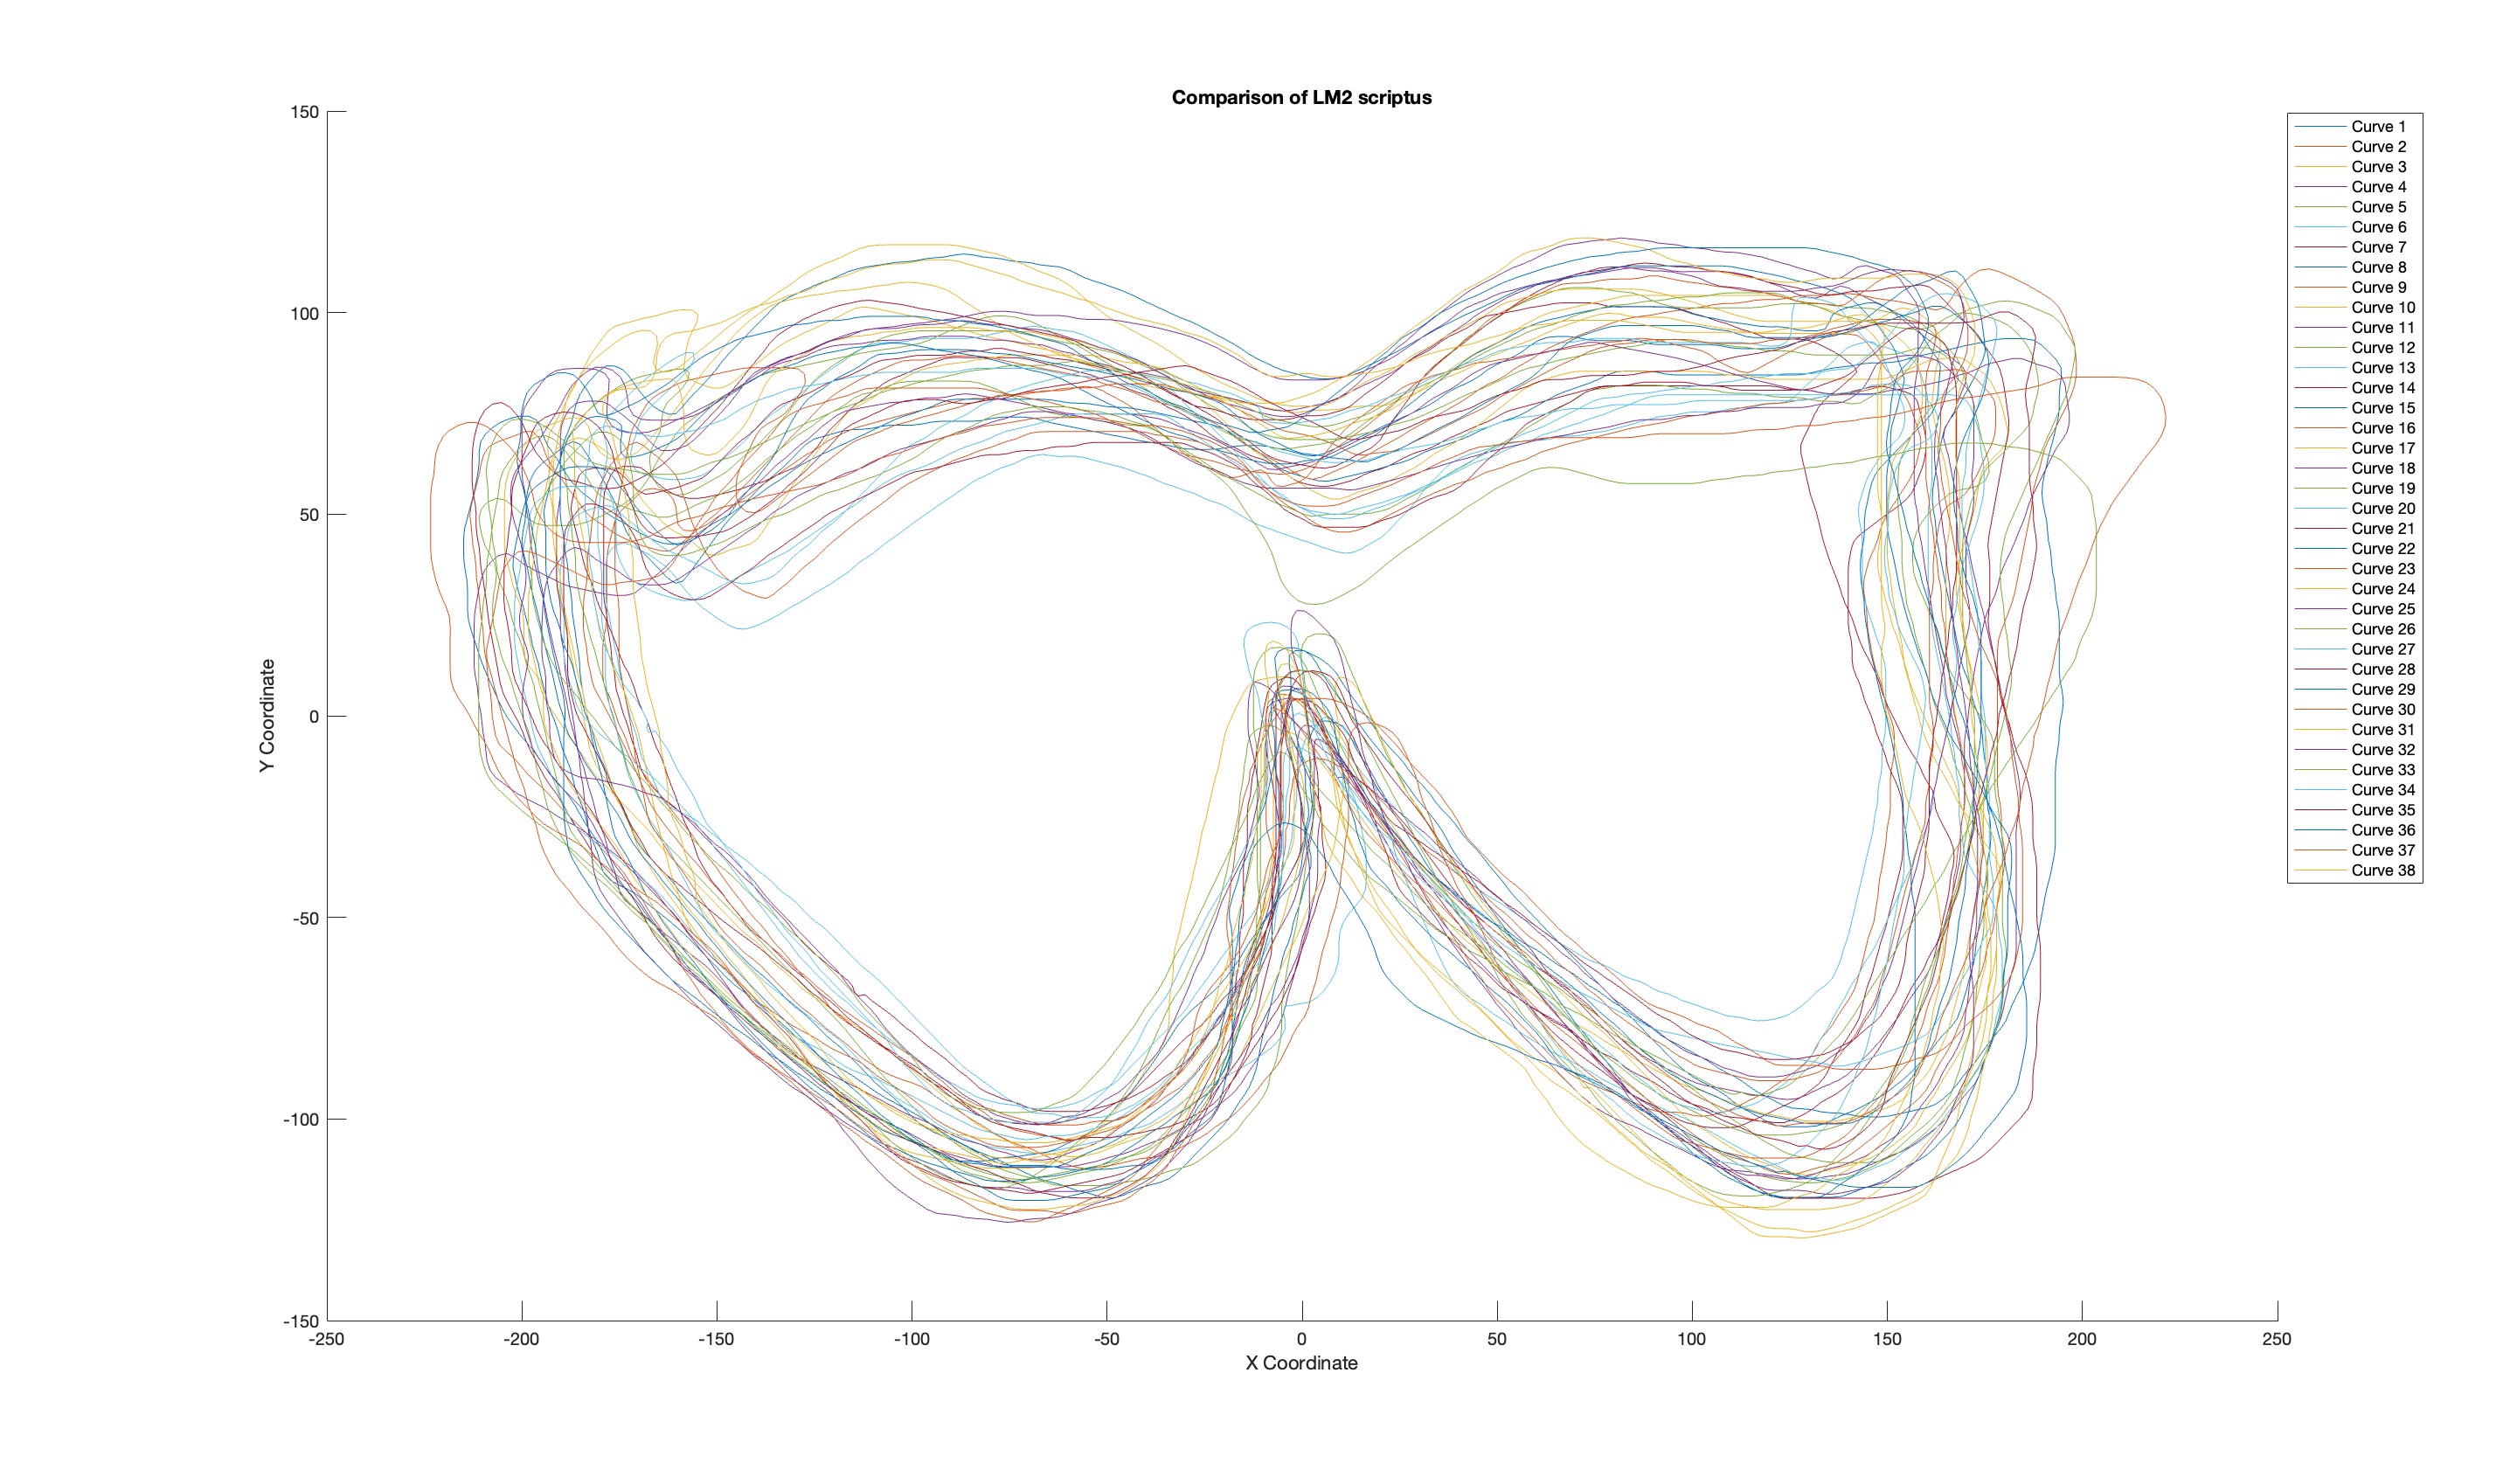 Comparison of LM2 scriptus
150
100
50
0
-50
-100
-150
Y Coordinate
-250
-200
-150
-100
-50
0
50
100
150
200
250
X Coordinate
Curve 1
Curve 2
Curve 3
Curve 4
Curve 5
Curve 6
Curve 7
Curve 8
Curve 9
Curve 10
Curve 11
Curve 12
Curve 13
Curve 14
Curve 15
Curve 16
Curve 17
Curve 18
Curve 19
Curve 20
Curve 21
Curve 22
Curve 23
Curve 24
Curve 25
Curve 26
Curve 27
Curve 28
Curve 29
Curve 30
Curve 31
Curve 32
Curve 33
Curve 34
Curve 35
Curve 36
Curve 37
Curve 38